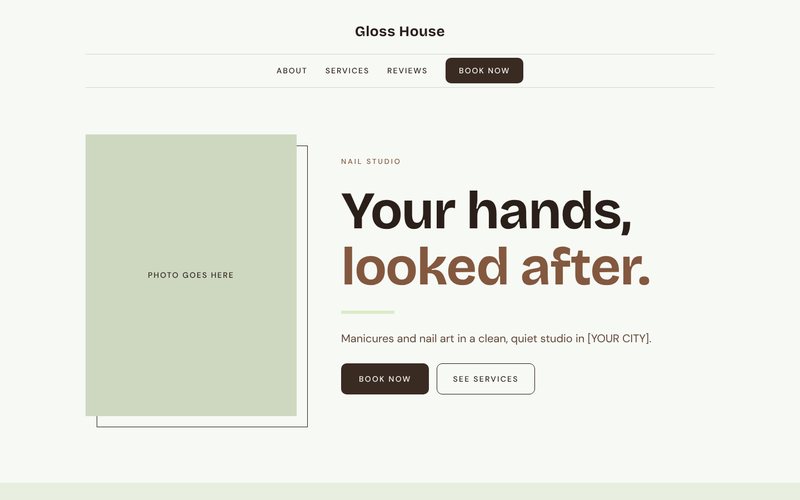 Gloss House
ABOUT SERVICES REVIEWS BOOK NOW
PHOTO GOES HERE
NAIL STUDIO
Your hands,
looked after.
Manicures and nail art in a clean, quiet studio in [YOUR CITY].
BOOK NOW SEE SERVICES